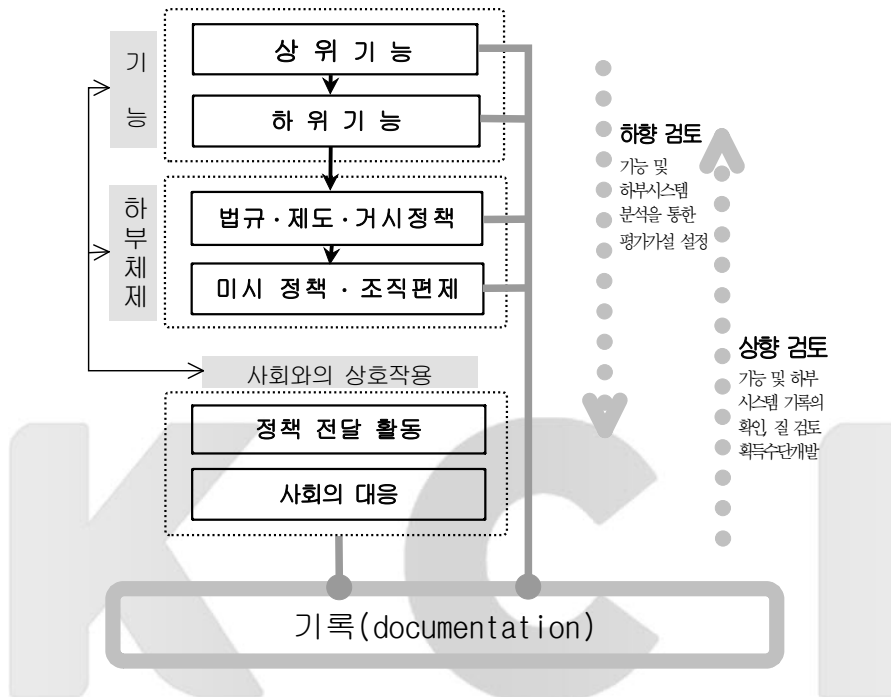 기
능
상 위 기 능
하 위 기 능
하
부
체
제
법규·제도·거시정책
미시 정책 · 조직편제
사회와의 상호작용
정책 전달 활동
사회의 대응
하향 검토
기능 및
하부시스템
분석을 통한
평가가설 설정
상향 검토
기능 및 하부
시스템 기록의
확인, 질 검토
획득수단개발
기록(documentation)
KCI